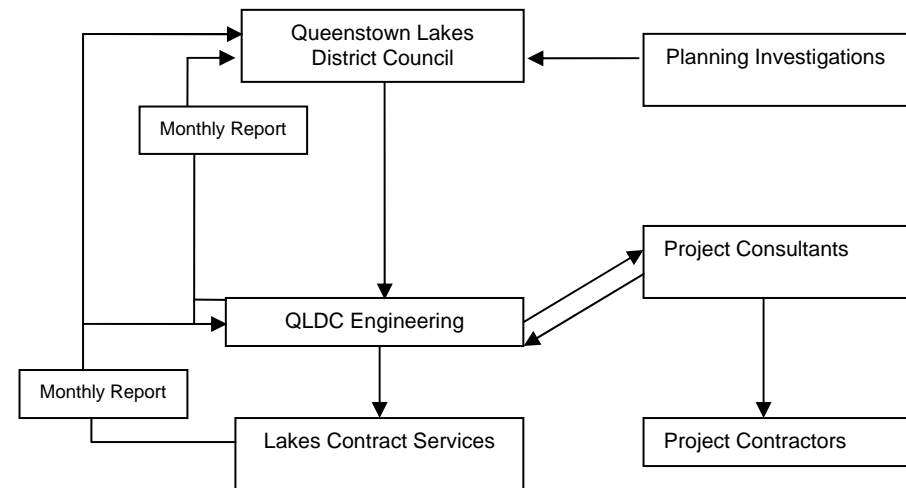 Queenstown Lakes
District Council
Planning Investigations
Monthly Report
Project Consultants
QLDC Engineering
Monthly Report
Lakes Contract Services
Project Contractors